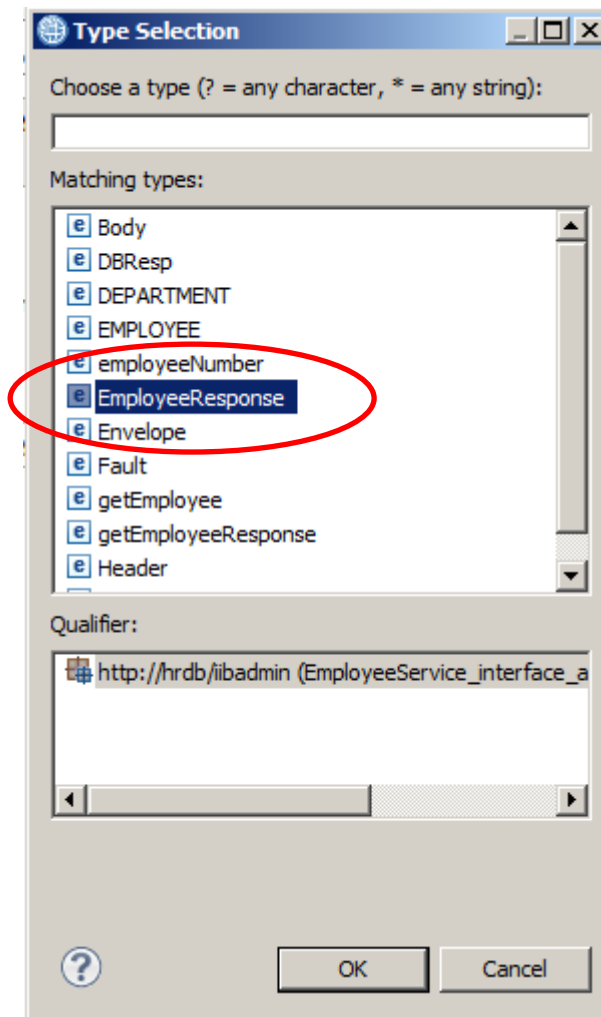 Type Selection
Choose a type (? = any character, * = any string):
Matching types:
e Body
e DBResp
e DEPARTMENT
e EMPLOYEE
e employeeNumber
e EmployeeResponse
e Envelope
e Fault
e getEmployee
e getEmployeeResponse
e Header
Qualifier:
http://hrdb/iibadmin (EmployeeService_interface_a
?
OK Cancel